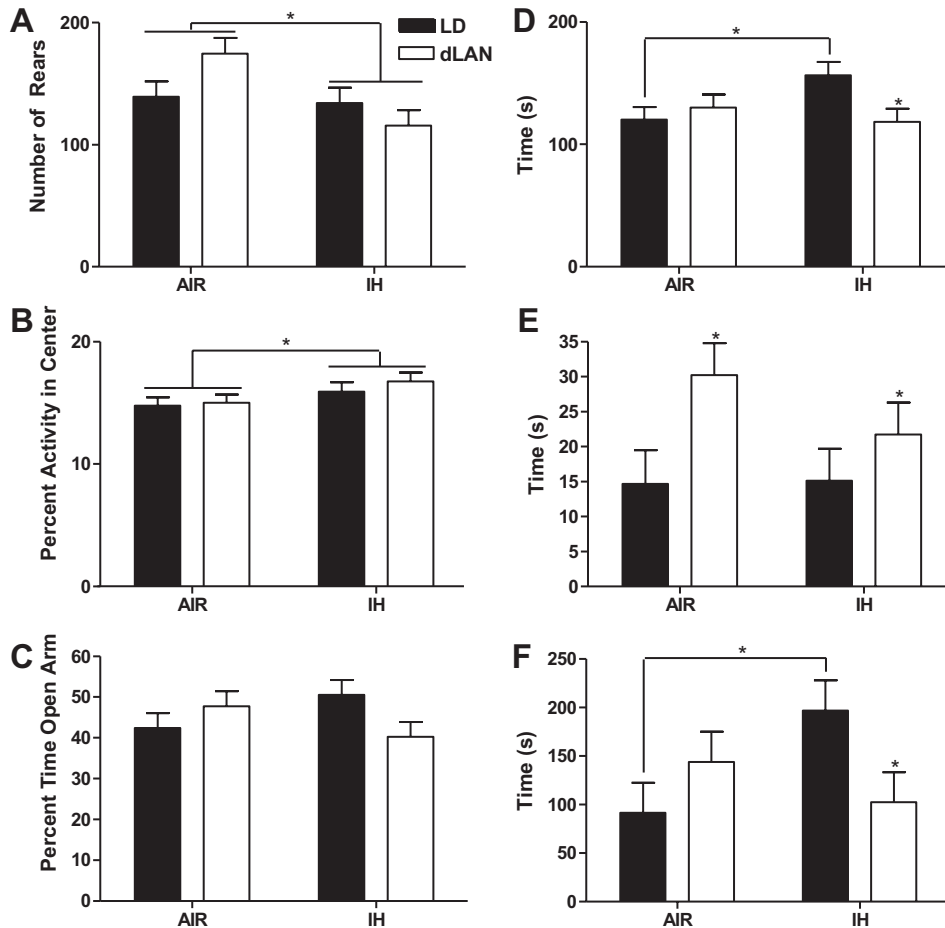 A
Number of Rears
200
100
0
*
LD
dLAN
AIR
IH
B
Percent Activity in Center
20
10
0
*
AIR
IH
C
Percent Time Open Arm
60
50
40
30
20
10
0
AIR
IH
D
Time (s)
200
100
0
*
*
AIR
IH
E
Time (s)
35
30
25
20
15
10
5
0
*
*
AIR
IH
F
Time (s)
250
200
150
100
50
0
*
*
AIR
IH